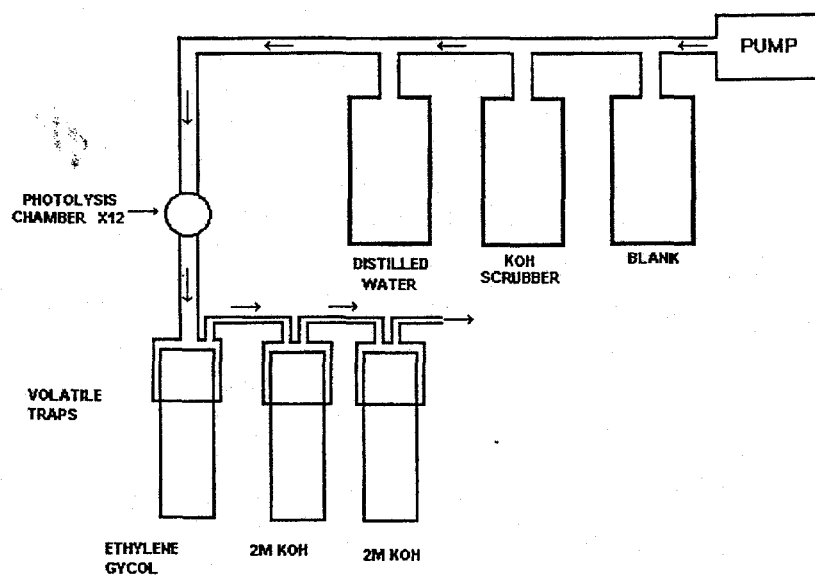 PUMP
PHOTOLYSIS
CHAMBER X12
DISTILLED
WATER
KOH
SCRUBBER
BLANK
VOLATILE
TRAPS
ETHYLENE
GYCOL
2M KOH
2M KOH